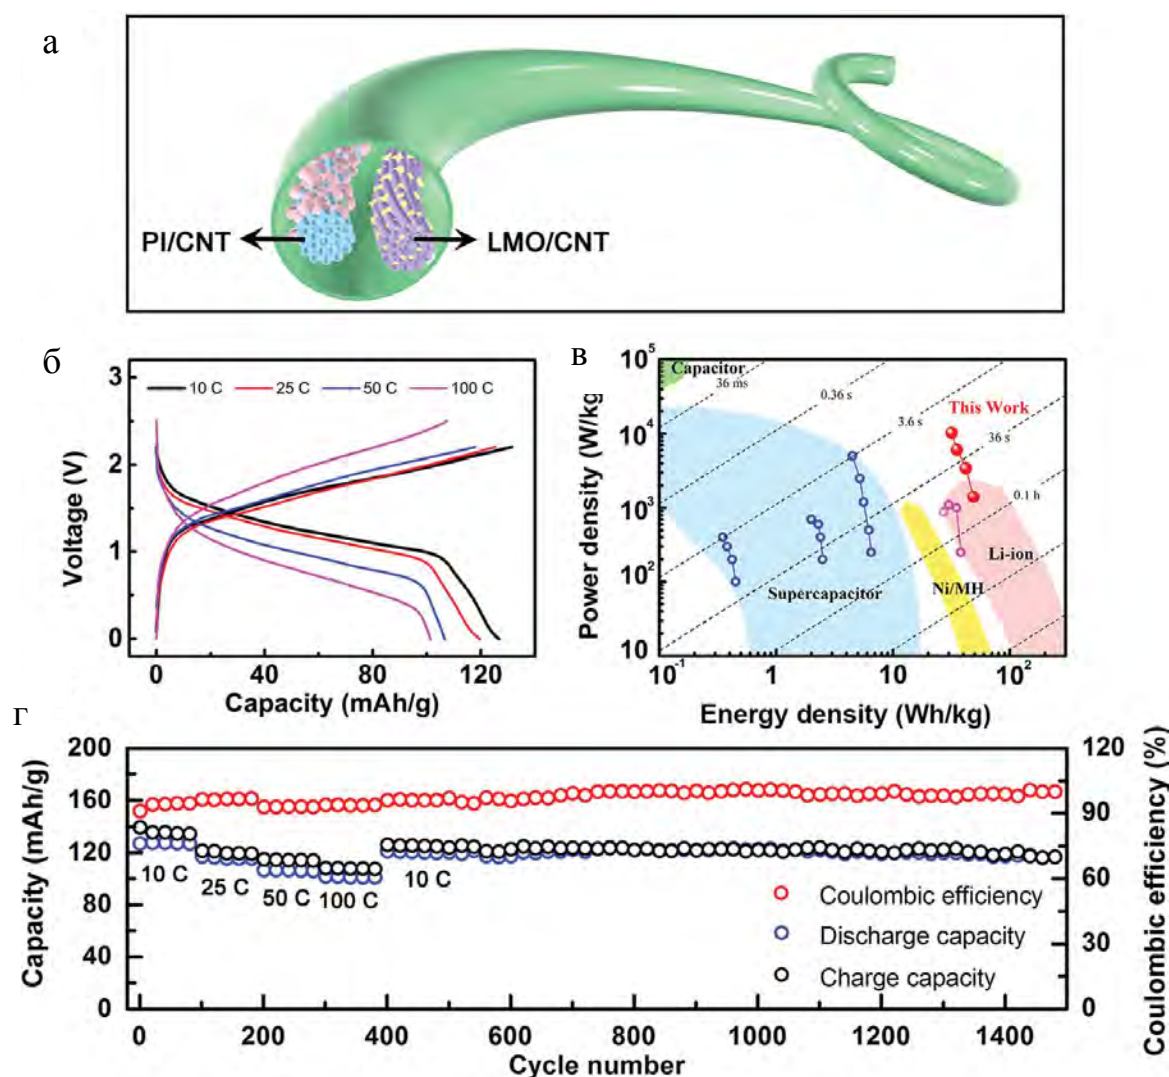 а
PI/CNT
LMO/CNT
б
3
2
1
0
Voltage (V)
10 C 25 C 50 C 100 C
0 40 80 120
Capacity (mAh/g)
в
10⁵
10⁴
10³
10²
10
Power density (W/kg)
Capacitor
36 ms
0.36 s
3.6 s
This Work
36 s
0.1 h
Li-ion
Ni/MH
Supercapacitor
10⁻¹ 1 10 10²
Energy density (Wh/kg)
г
200
160
120
80
40
0
Capacity (mAh/g)
10 C
25 C
50 C
100 C
10 C
Coulombic efficiency
Discharge capacity
Charge capacity
120
90
60
30
0
Coulombic efficiency (%)
0 200 400 600 800 1000 1200 1400
Cycle number